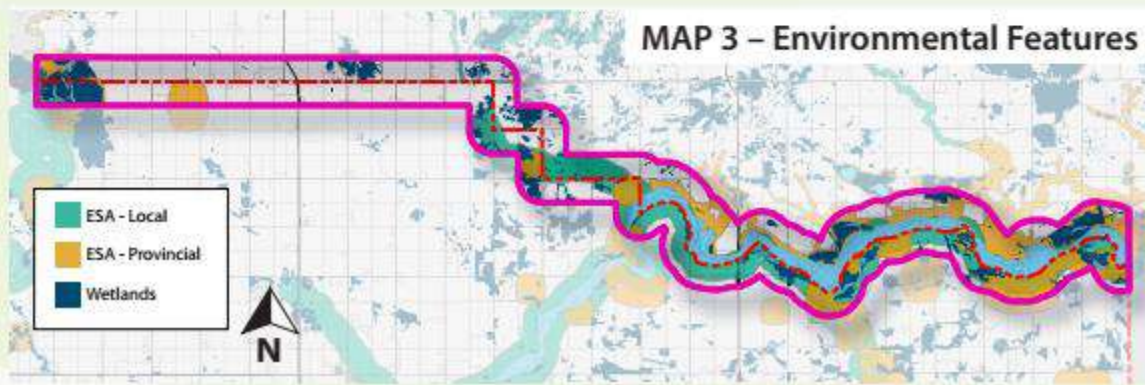 MAP 3 – Environmental Features
ESA - Local
ESA - Provincial
Wetlands
N